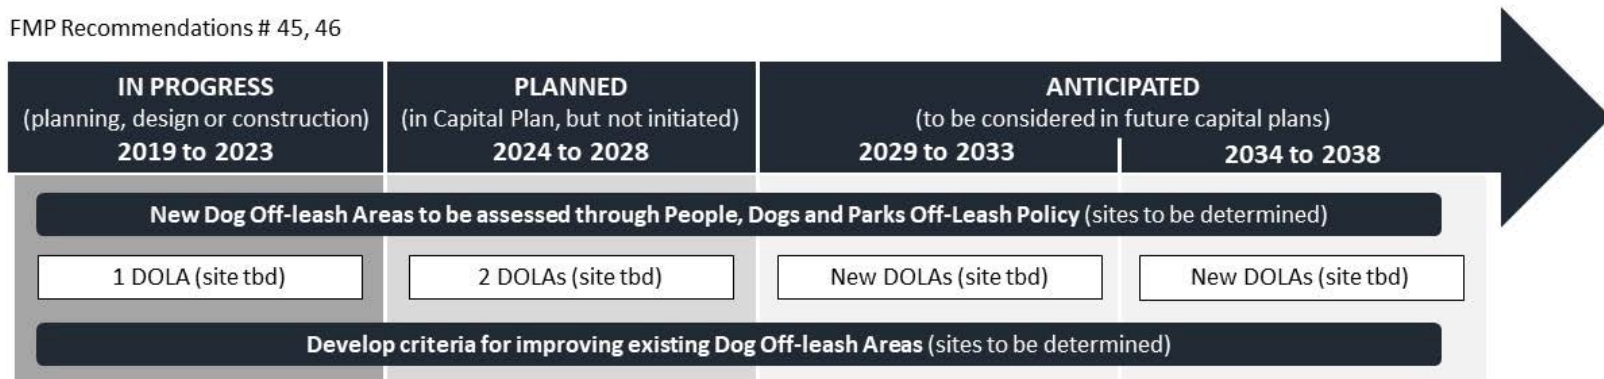 FMP Recommendations # 45, 46
IN PROGRESS
(planning, design or construction)
2019 to 2023
PLANNED
(in Capital Plan, but not initiated)
2024 to 2028
ANTICIPATED
(to be considered in future capital plans)
2029 to 2033
2034 to 2038
New Dog Off-leash Areas to be assessed through People, Dogs and Parks Off-Leash Policy (sites to be determined)
1 DOLA (site tbd)
2 DOLAs (site tbd)
New DOLAs (site tbd)
New DOLAs (site tbd)
Develop criteria for improving existing Dog Off-leash Areas (sites to be determined)